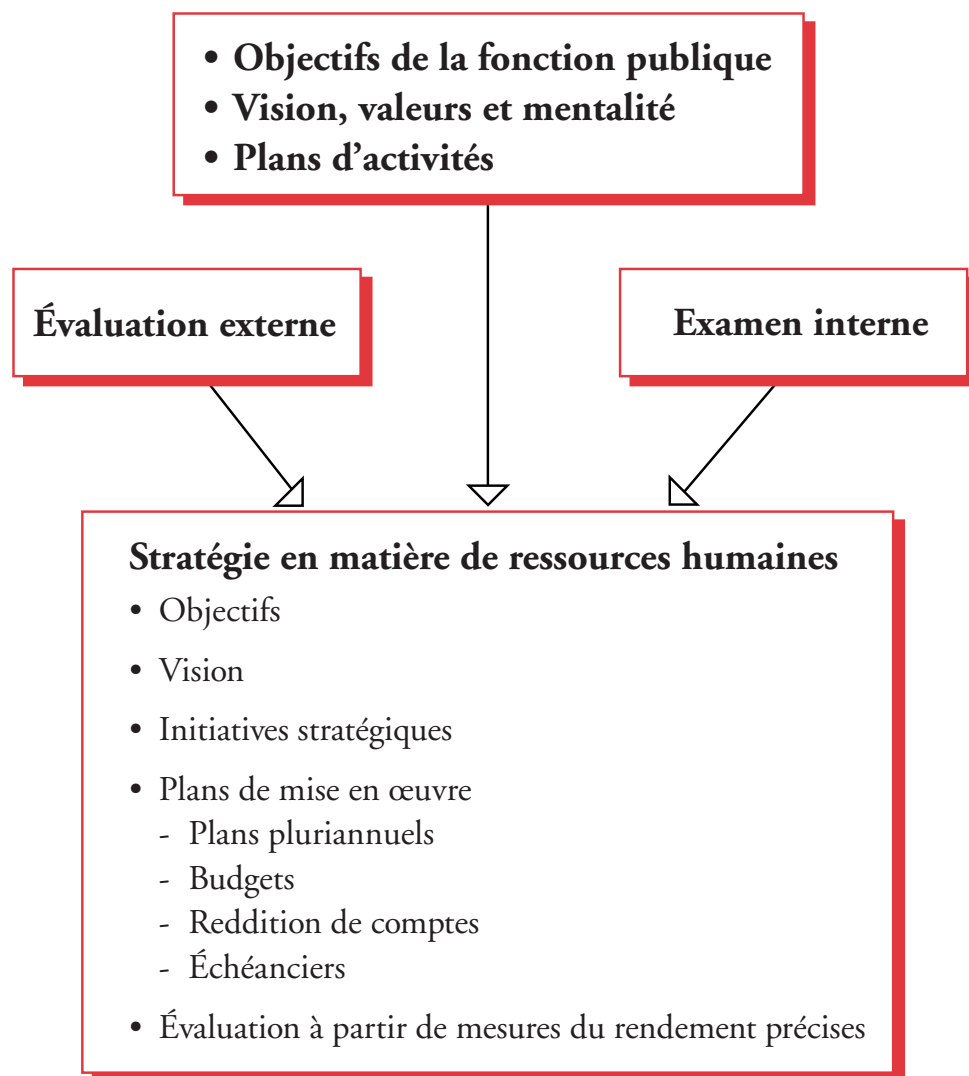 • Objectifs de la fonction publique
• Vision, valeurs et mentalité
• Plans d’activités
Évaluation externe
Examen interne
Stratégie en matière de ressources humaines
• Objectifs
• Vision
• Initiatives stratégiques
• Plans de mise en œuvre
- Plans pluriannuels
- Budgets
- Reddition de comptes
- Échéanciers
• Évaluation à partir de mesures du rendement précises